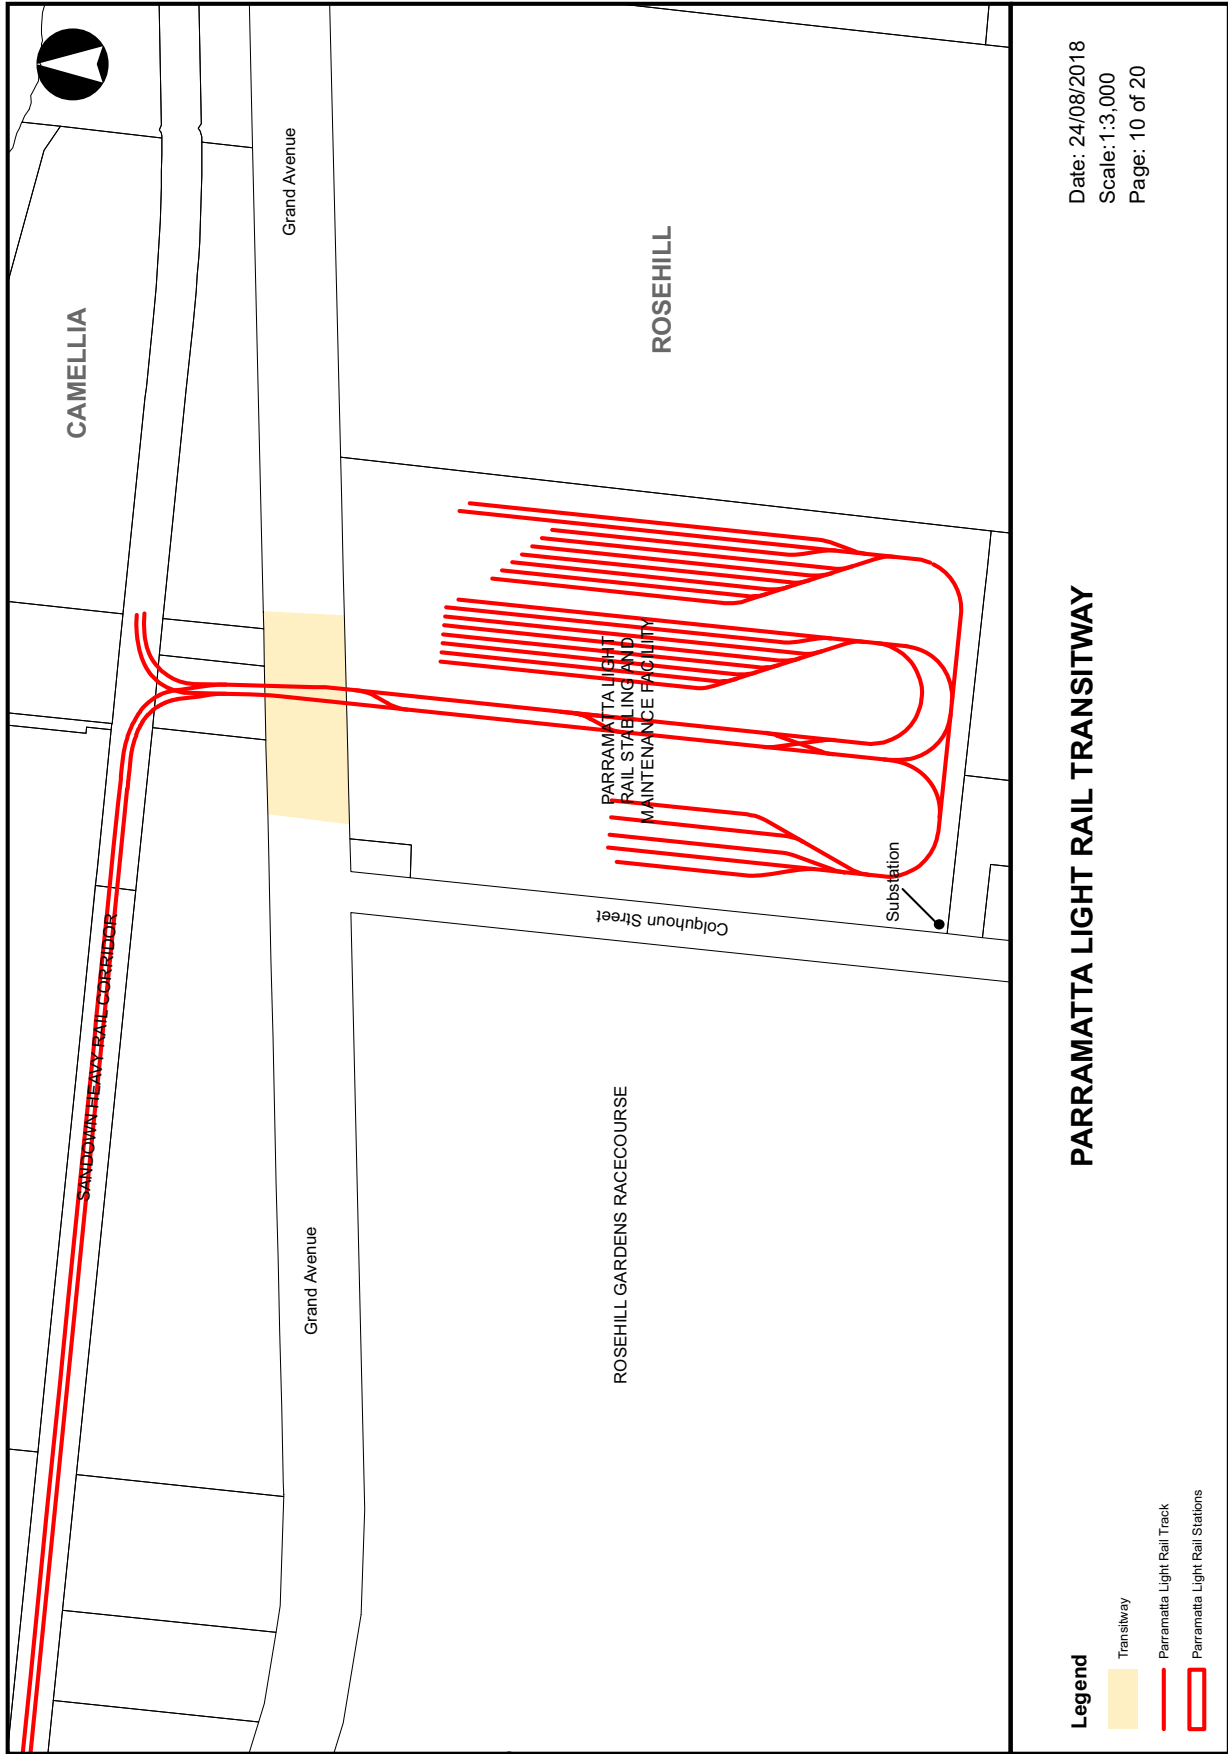 CAMELLIA
Grand Avenue
ROSEHILL
SANDOWN HEAVY RAIL CORRIDOR
PARRAMATTA LIGHT
RAIL STABLING AND
MAINTENANCE FACILITY
Colquhoun Street
Substation
Grand Avenue
ROSEHILL GARDENS RACECOURSE
Legend
Transitway
Parramatta Light Rail Track
Parramatta Light Rail Stations
PARRAMATTA LIGHT RAIL TRANSITWAY
Date: 24/08/2018
Scale:1:3,000
Page: 10 of 20